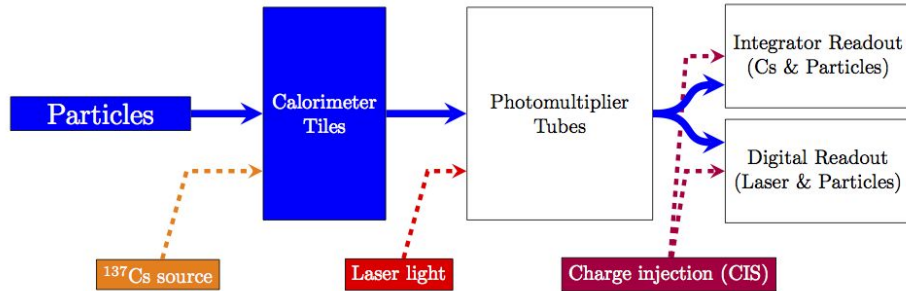 Particles
Calorimeter
Tiles
Photomultiplier
Tubes
Integrator Readout
(Cs & Particles)
Digital Readout
(Laser & Particles)
¹³⁷Cs source
Laser light
Charge injection (CIS)